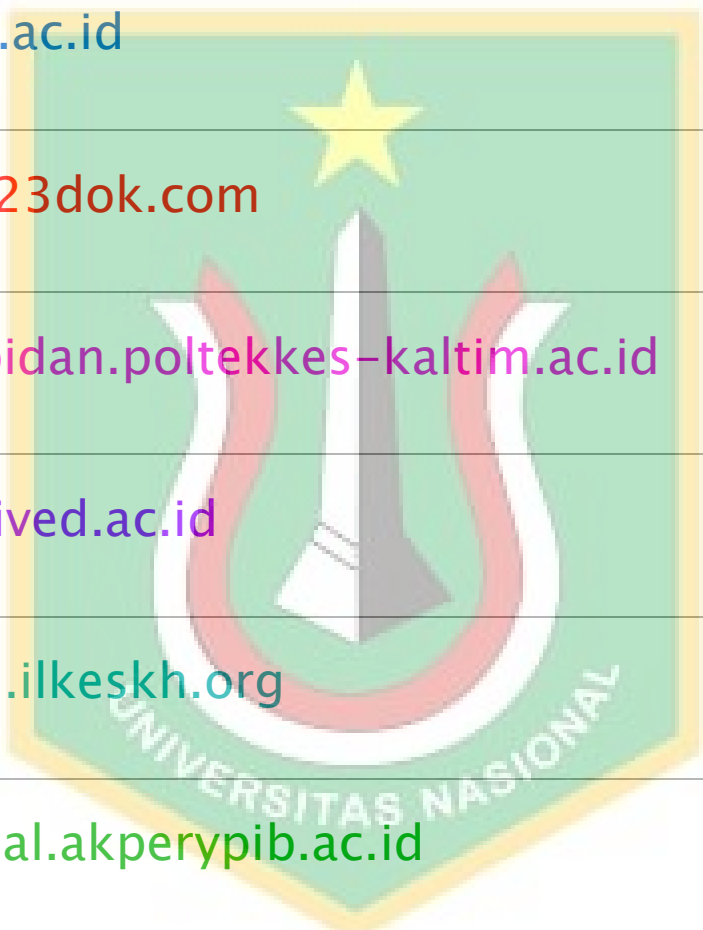 .ac.id
23dok.com
bidan.poltekkes-kaltim.ac.id
ived.ac.id
.ilkeskh.org
UNIVERSITAS NASIONAL
al.akperypib.ac.id